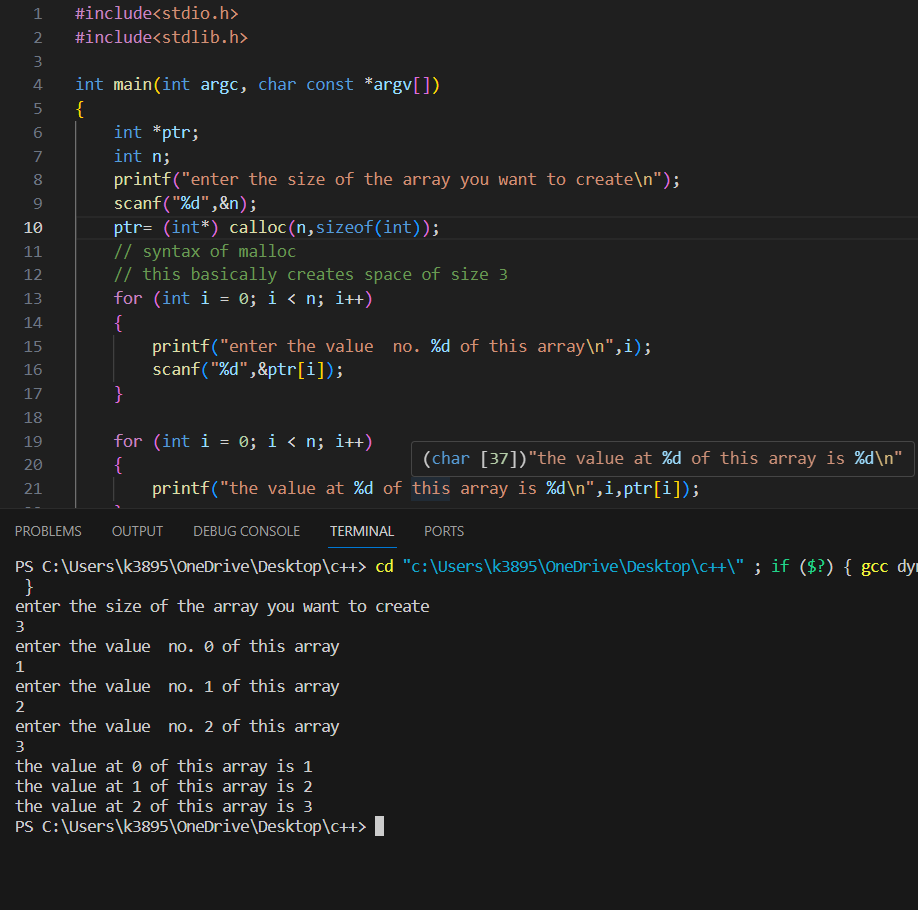 1 #include<stdio.h>
2 #include<stdlib.h>
3
4 int main(int argc, char const *argv[])
5 {
6 int *ptr;
7 int n;
8 printf("enter the size of the array you want to create\n");
9 scanf("%d",&n);
10 ptr= (int*) calloc(n,sizeof(int));
11 // syntax of malloc
12 // this basically creates space of size 3
13 for (int i = 0; i < n; i++)
14 {
15 printf("enter the value  no. %d of this array\n",i);
16 scanf("%d",&ptr[i]);
17 }
18
19 for (int i = 0; i < n; i++)
(char [37])"the value at %d of this array is %d\n"
20 {
21 printf("the value at %d of this array is %d\n",i,ptr[i]);
PROBLEMS OUTPUT DEBUG CONSOLE TERMINAL PORTS
PS C:\Users\k3895\OneDrive\Desktop\c++> cd "c:\Users\k3895\OneDrive\Desktop\c++\" ; if ($?) { gcc
}
enter the size of the array you want to create
3
enter the value  no. 0 of this array
1
enter the value  no. 1 of this array
2
enter the value  no. 2 of this array
3
the value at 0 of this array is 1
the value at 1 of this array is 2
the value at 2 of this array is 3
PS C:\Users\k3895\OneDrive\Desktop\c++>